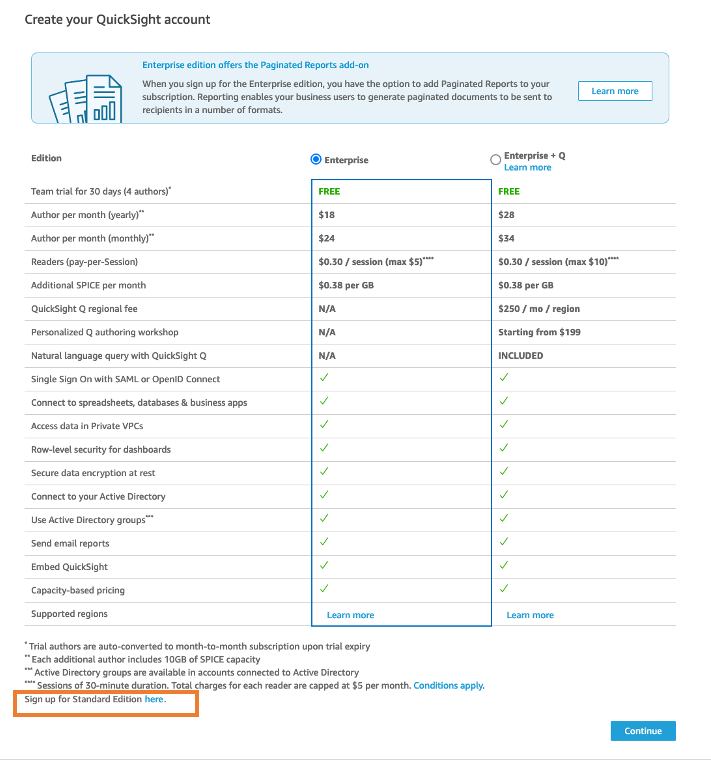 Create your QuickSight account
Enterprise edition offers the Paginated Reports add-on
When you sign up for the Enterprise edition, you have the option to add Paginated Reports to your
subscription. Reporting enables your business users to generate paginated documents to be sent to
recipients in a number of formats.
Learn more
Edition Enterprise Enterprise + Q
Learn more
Team trial for 30 days (4 authors)* FREE FREE
Author per month (yearly)** $18 $28
Author per month (monthly)** $24 $34
Readers (pay-per-Session) $0.30 / session (max $5)**** $0.30 / session (max $10)****
Additional SPICE per month $0.38 per GB $0.38 per GB
QuickSight Q regional fee N/A $250 / mo / region
Personalized Q authoring workshop N/A Starting from $199
Natural language query with QuickSight Q N/A INCLUDED
Single Sign On with SAML or OpenID Connect ✓ ✓
Connect to spreadsheets, databases & business apps ✓ ✓
Access data in Private VPCs ✓ ✓
Row-level security for dashboards ✓ ✓
Secure data encryption at rest ✓ ✓
Connect to your Active Directory ✓ ✓
Use Active Directory groups*** ✓ ✓
Send email reports ✓ ✓
Embed QuickSight ✓ ✓
Capacity-based pricing ✓ ✓
Supported regions Learn more Learn more
* Trial authors are auto-converted to month-to-month subscription upon trial expiry
** Each additional author includes 10GB of SPICE capacity
*** Active Directory groups are available in accounts connected to Active Directory
**** Sessions of 30-minute duration. Total charges for each reader are capped at $5 per month. Conditions apply.
Sign up for Standard Edition here.
Continue